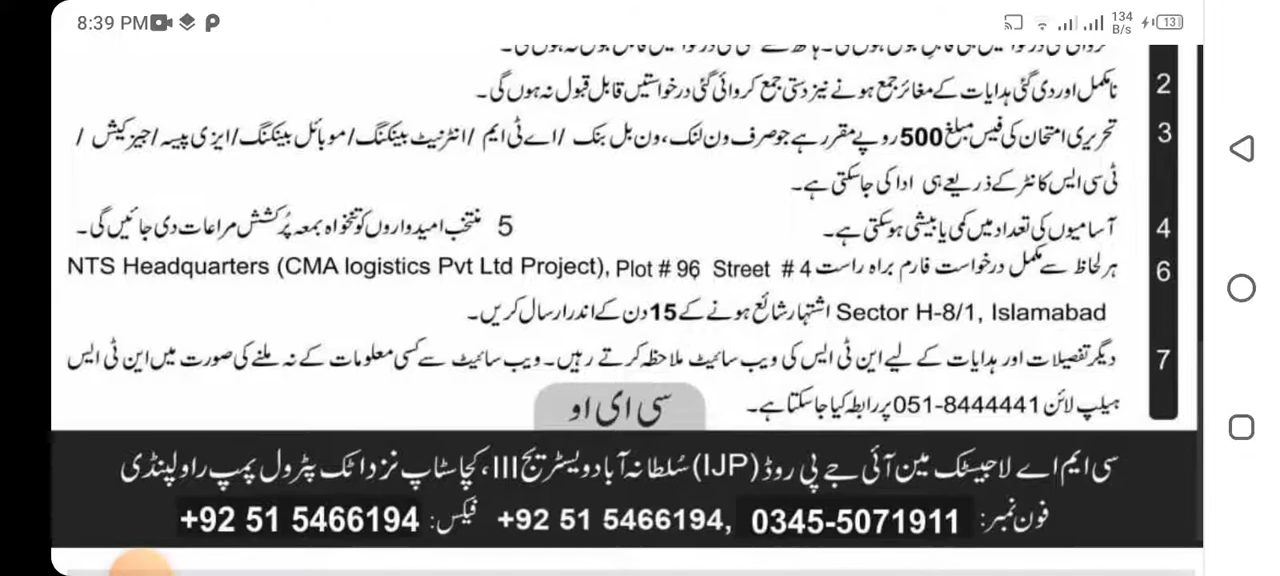 8:39 PM
134 B/s
13
2 نامکمل اور دی گئی ہدایات کے مغائر جمع ہونے نیز دستی جمع کروائی گئی درخواستیں قابل قبول نہ ہوں گی۔
3 تحریری امتحان کی فیس مبلغ 500 روپے مقرر ہے جو صرف ون لنک، ون بل بنک /اے ٹی ایم /انٹرنیٹ بینکنگ/موبائل بینکنگ/ایزی پیسہ/جیز کیش /
ٹی سی ایس کانٹر کے ذریعے ہی ادا کی جاسکتی ہے۔
4 آسامیوں کی تعداد میں کمی یا بیشی ہوسکتی ہے۔ 5 منتخب امیدواروں کو تنخواہ بمعہ پُرکشش مراعات دی جائیں گی۔
6 ہر لحاظ سے مکمل درخواست فارم براہ راست NTS Headquarters (CMA logistics Pvt Ltd Project), Plot # 96 Street # 4
Sector H-8/1, Islamabad اشتہار شائع ہونے کے 15 دن کے اندر ارسال کریں۔
7 دیگر تفصیلات اور ہدایات کے لیے این ٹی ایس کی ویب سائیٹ ملاحظہ کرتے رہیں۔ ویب سائیٹ سے کسی معلومات کے نہ ملنے کی صورت میں این ٹی ایس
ہیلپ لائن 051-8444441 پر رابطہ کیا جاسکتا ہے۔
سی ای او
سی ایم اے لاجیسٹک مین آئی جے پی روڈ (IJP) سُلطانہ آباد ویسٹریج III، کچا سٹاپ نزد اٹک پٹرول پمپ راولپنڈی
فون نمبر: 0345-5071911 ,+92 51 5466194 فیکس: +92 51 5466194